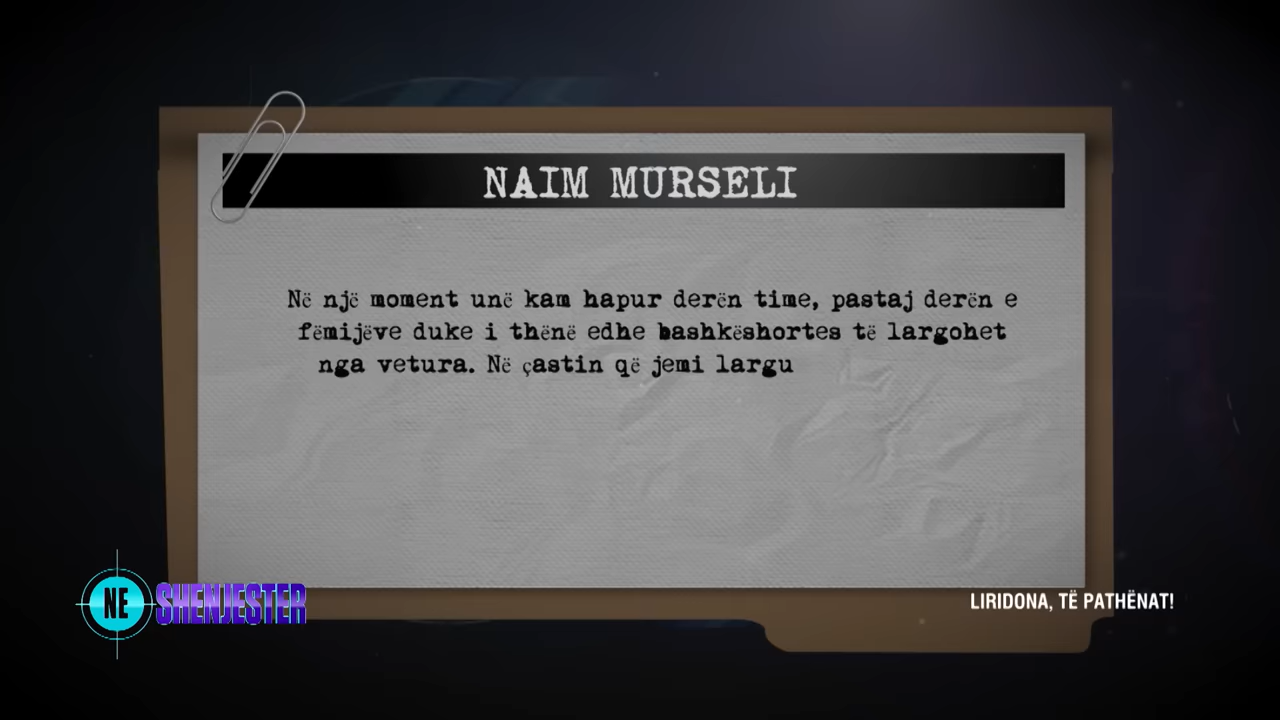 NAIM MURSELI
Në një moment unë kam hapur derën time, pastaj derën e
fëmijëve duke i thënë edhe bashkëshortes të largohet
nga vetura. Në çastin që jemi largu
NE SHENJESTER
LIRIDONA, TË PATHËNAT!